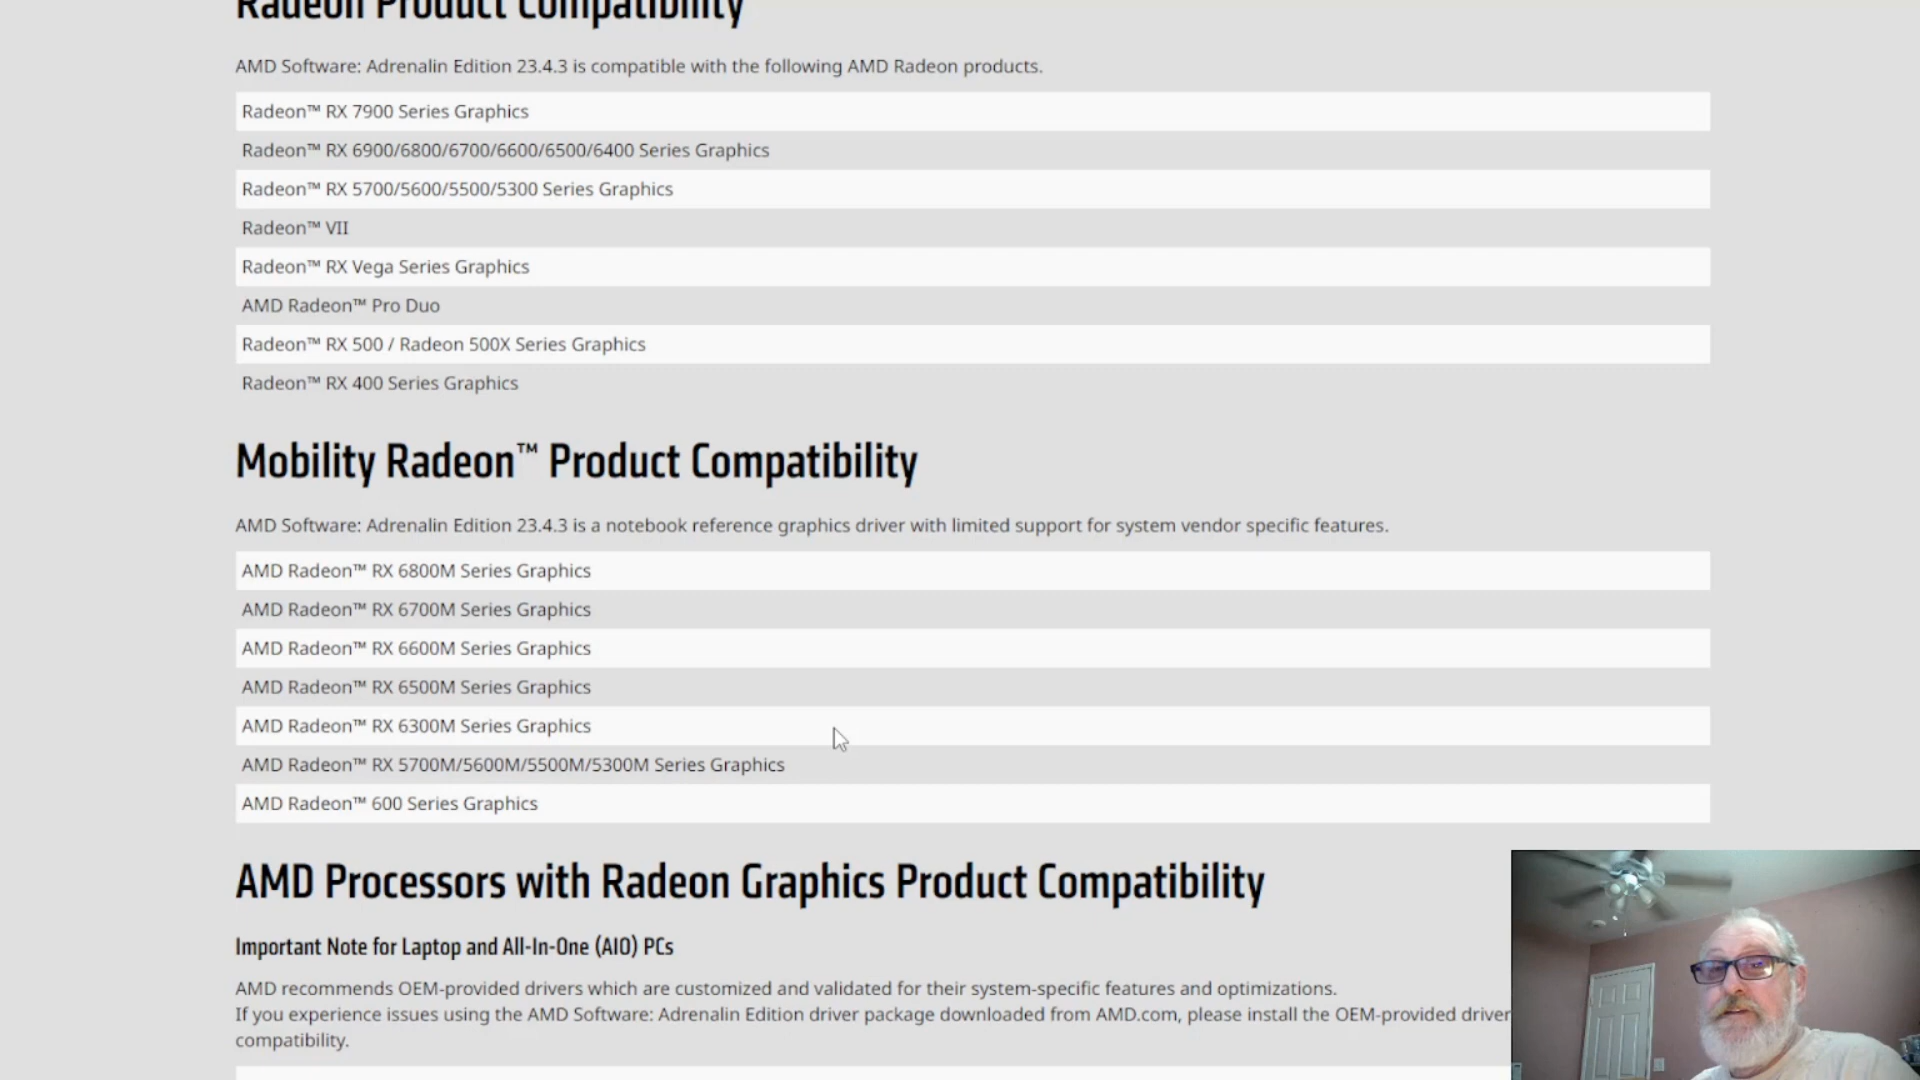 Radeon Product Compatibility
AMD Software: Adrenalin Edition 23.4.3 is compatible with the following AMD Radeon products.
Radeon™ RX 7900 Series Graphics
Radeon™ RX 6900/6800/6700/6600/6500/6400 Series Graphics
Radeon™ RX 5700/5600/5500/5300 Series Graphics
Radeon™ VII
Radeon™ RX Vega Series Graphics
AMD Radeon™ Pro Duo
Radeon™ RX 500 / Radeon 500X Series Graphics
Radeon™ RX 400 Series Graphics
Mobility Radeon™ Product Compatibility
AMD Software: Adrenalin Edition 23.4.3 is a notebook reference graphics driver with limited support for system vendor specific features.
AMD Radeon™ RX 6800M Series Graphics
AMD Radeon™ RX 6700M Series Graphics
AMD Radeon™ RX 6600M Series Graphics
AMD Radeon™ RX 6500M Series Graphics
AMD Radeon™ RX 6300M Series Graphics
AMD Radeon™ RX 5700M/5600M/5500M/5300M Series Graphics
AMD Radeon™ 600 Series Graphics
AMD Processors with Radeon Graphics Product Compatibility
Important Note for Laptop and All-In-One (AIO) PCs
AMD recommends OEM-provided drivers which are customized and validated for their system-specific features and optimizations.
If you experience issues using the AMD Software: Adrenalin Edition driver package downloaded from AMD.com, please install the OEM-provided driver
compatibility.